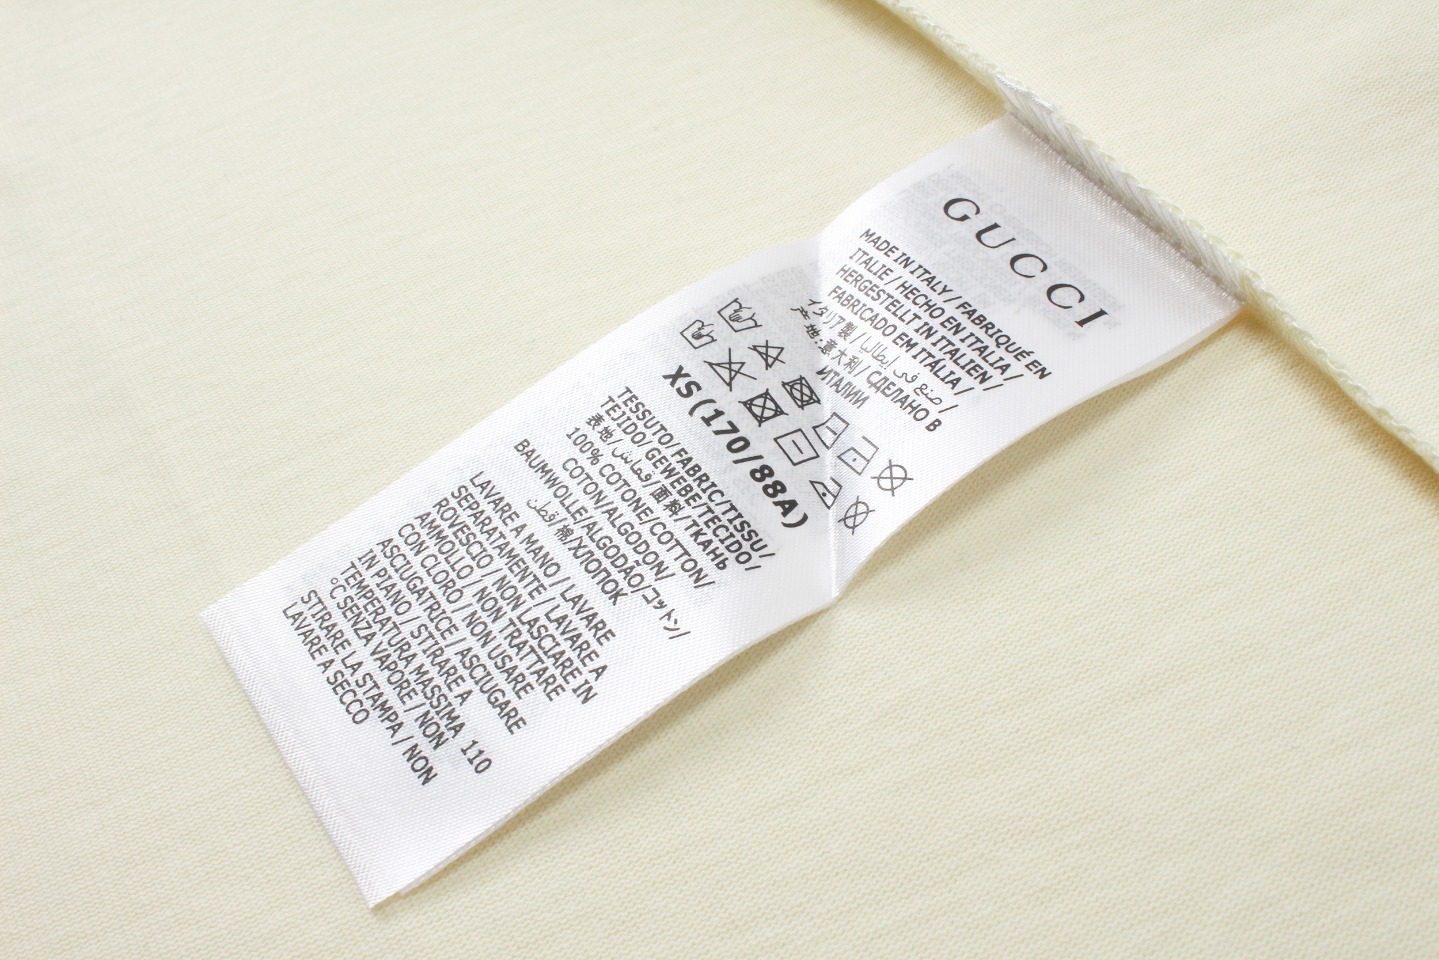 GUCCI
MADE IN ITALY / FABRIQUÉ EN
ITALIE / HECHO EN ITALIA /
HERGESTELLT IN ITALIEN /
FABRICADO EM ITÁLIA /
イタリア製 / صنع في ايطاليا /
产地:意大利 / СДЕЛАНО В
ИТАЛИИ
XS(170/88A)
TESSUTO/FABRIC/TISSU/
TEJIDO/GEWEBE/TECIDO/
表地/قماش/面料/ТКАНЬ
100% COTONE/COTTON/
COTON/ALGODON/
BAUMWOLLE/ALGODÃO/コットン/
قطن/棉/ХЛОПОК
LAVARE A MANO / LAVARE
SEPARATAMENTE / LAVARE A
ROVESCIO / NON LASCIARE IN
AMMOLLO / NON TRATTARE
CON CLORO / NON USARE
ASCIUGATRICE / ASCIUGARE
IN PIANO / STIRARE A
TEMPERATURA MASSIMA 110
°C SENZA VAPORE / NON
STIRARE LA STAMPA / NON
LAVARE A SECCO